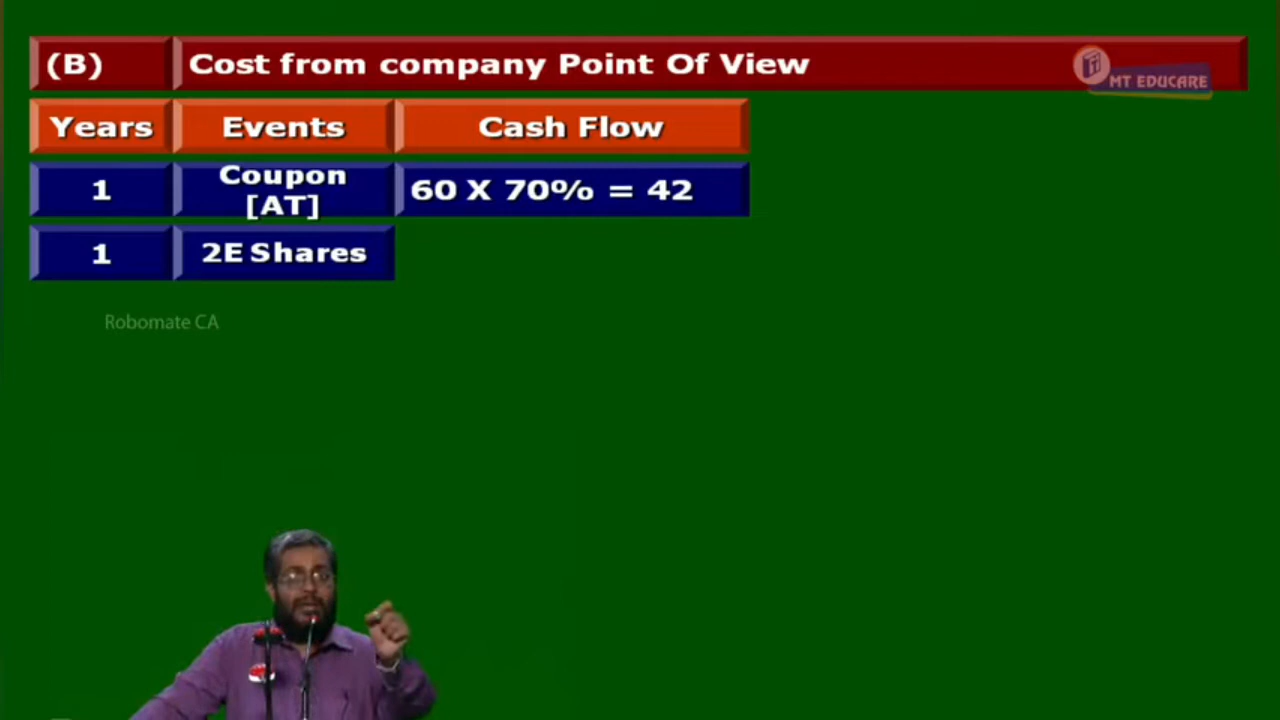 (B) Cost from company Point Of View
MT EDUCARE
Years Events Cash Flow
1 Coupon [AT] 60 X 70% = 42
1 2E Shares
Robomate CA